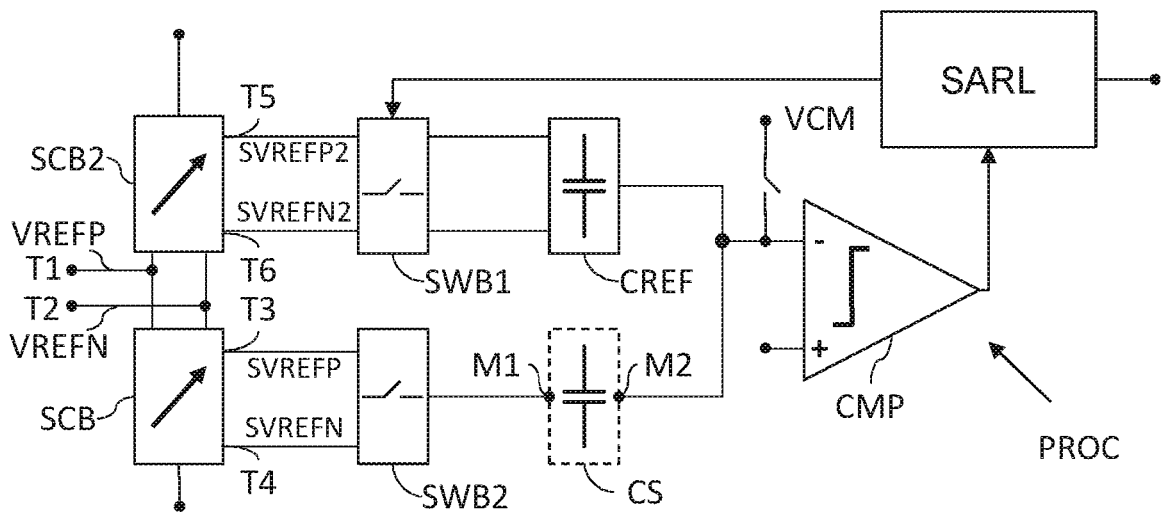 SARL
T5
VCM
SCB2
SVREFP2
SVREFN2
-
VREFP
T1
T6
SWB1
CREF
T2
T3
VREFN
+
SVREFP
M1
M2
CMP
SCB
SVREFN
PROC
T4
SWB2
CS